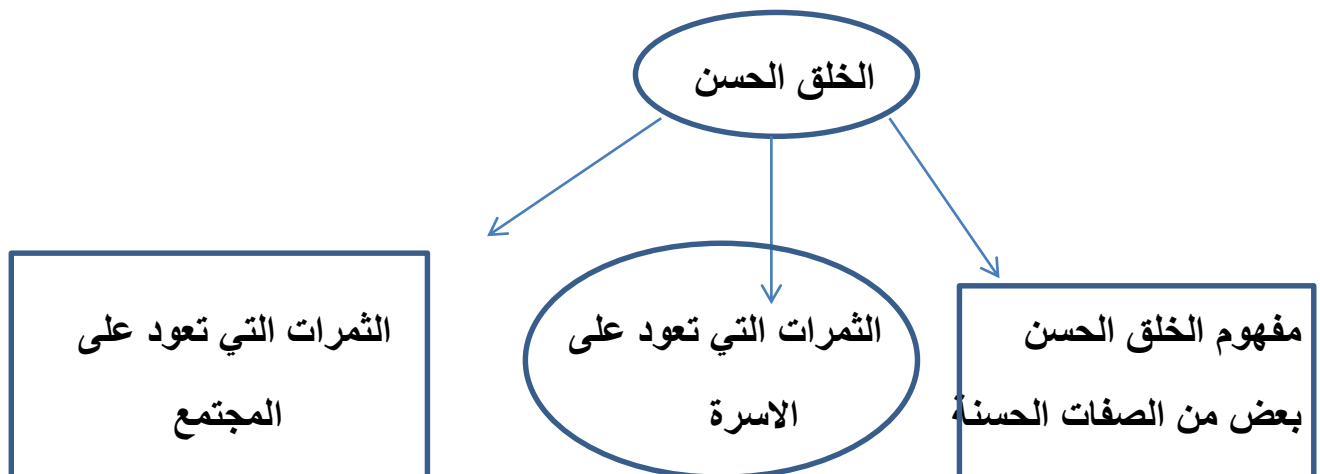 الخلق الحسن
مفهوم الخلق الحسن
بعض من الصفات الحسنة
الثمرات التي تعود على
الاسرة
الثمرات التي تعود على
المجتمع